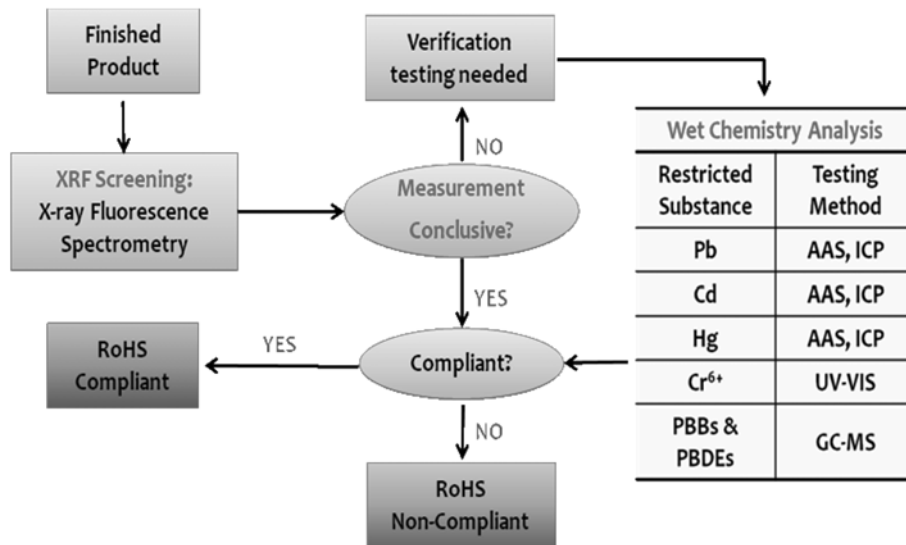 Finished
Product
Verification
testing needed
XRF Screening:
X-ray Fluorescence
Spectrometry
NO
Measurement
Conclusive?
YES
Wet Chemistry Analysis
Restricted
Substance
Testing
Method
Pb
AAS, ICP
Cd
AAS, ICP
Hg
AAS, ICP
Cr⁶⁺
UV-VIS
PBBs &
PBDEs
GC-MS
Compliant?
YES
RoHS
Compliant
NO
RoHS
Non-Compliant